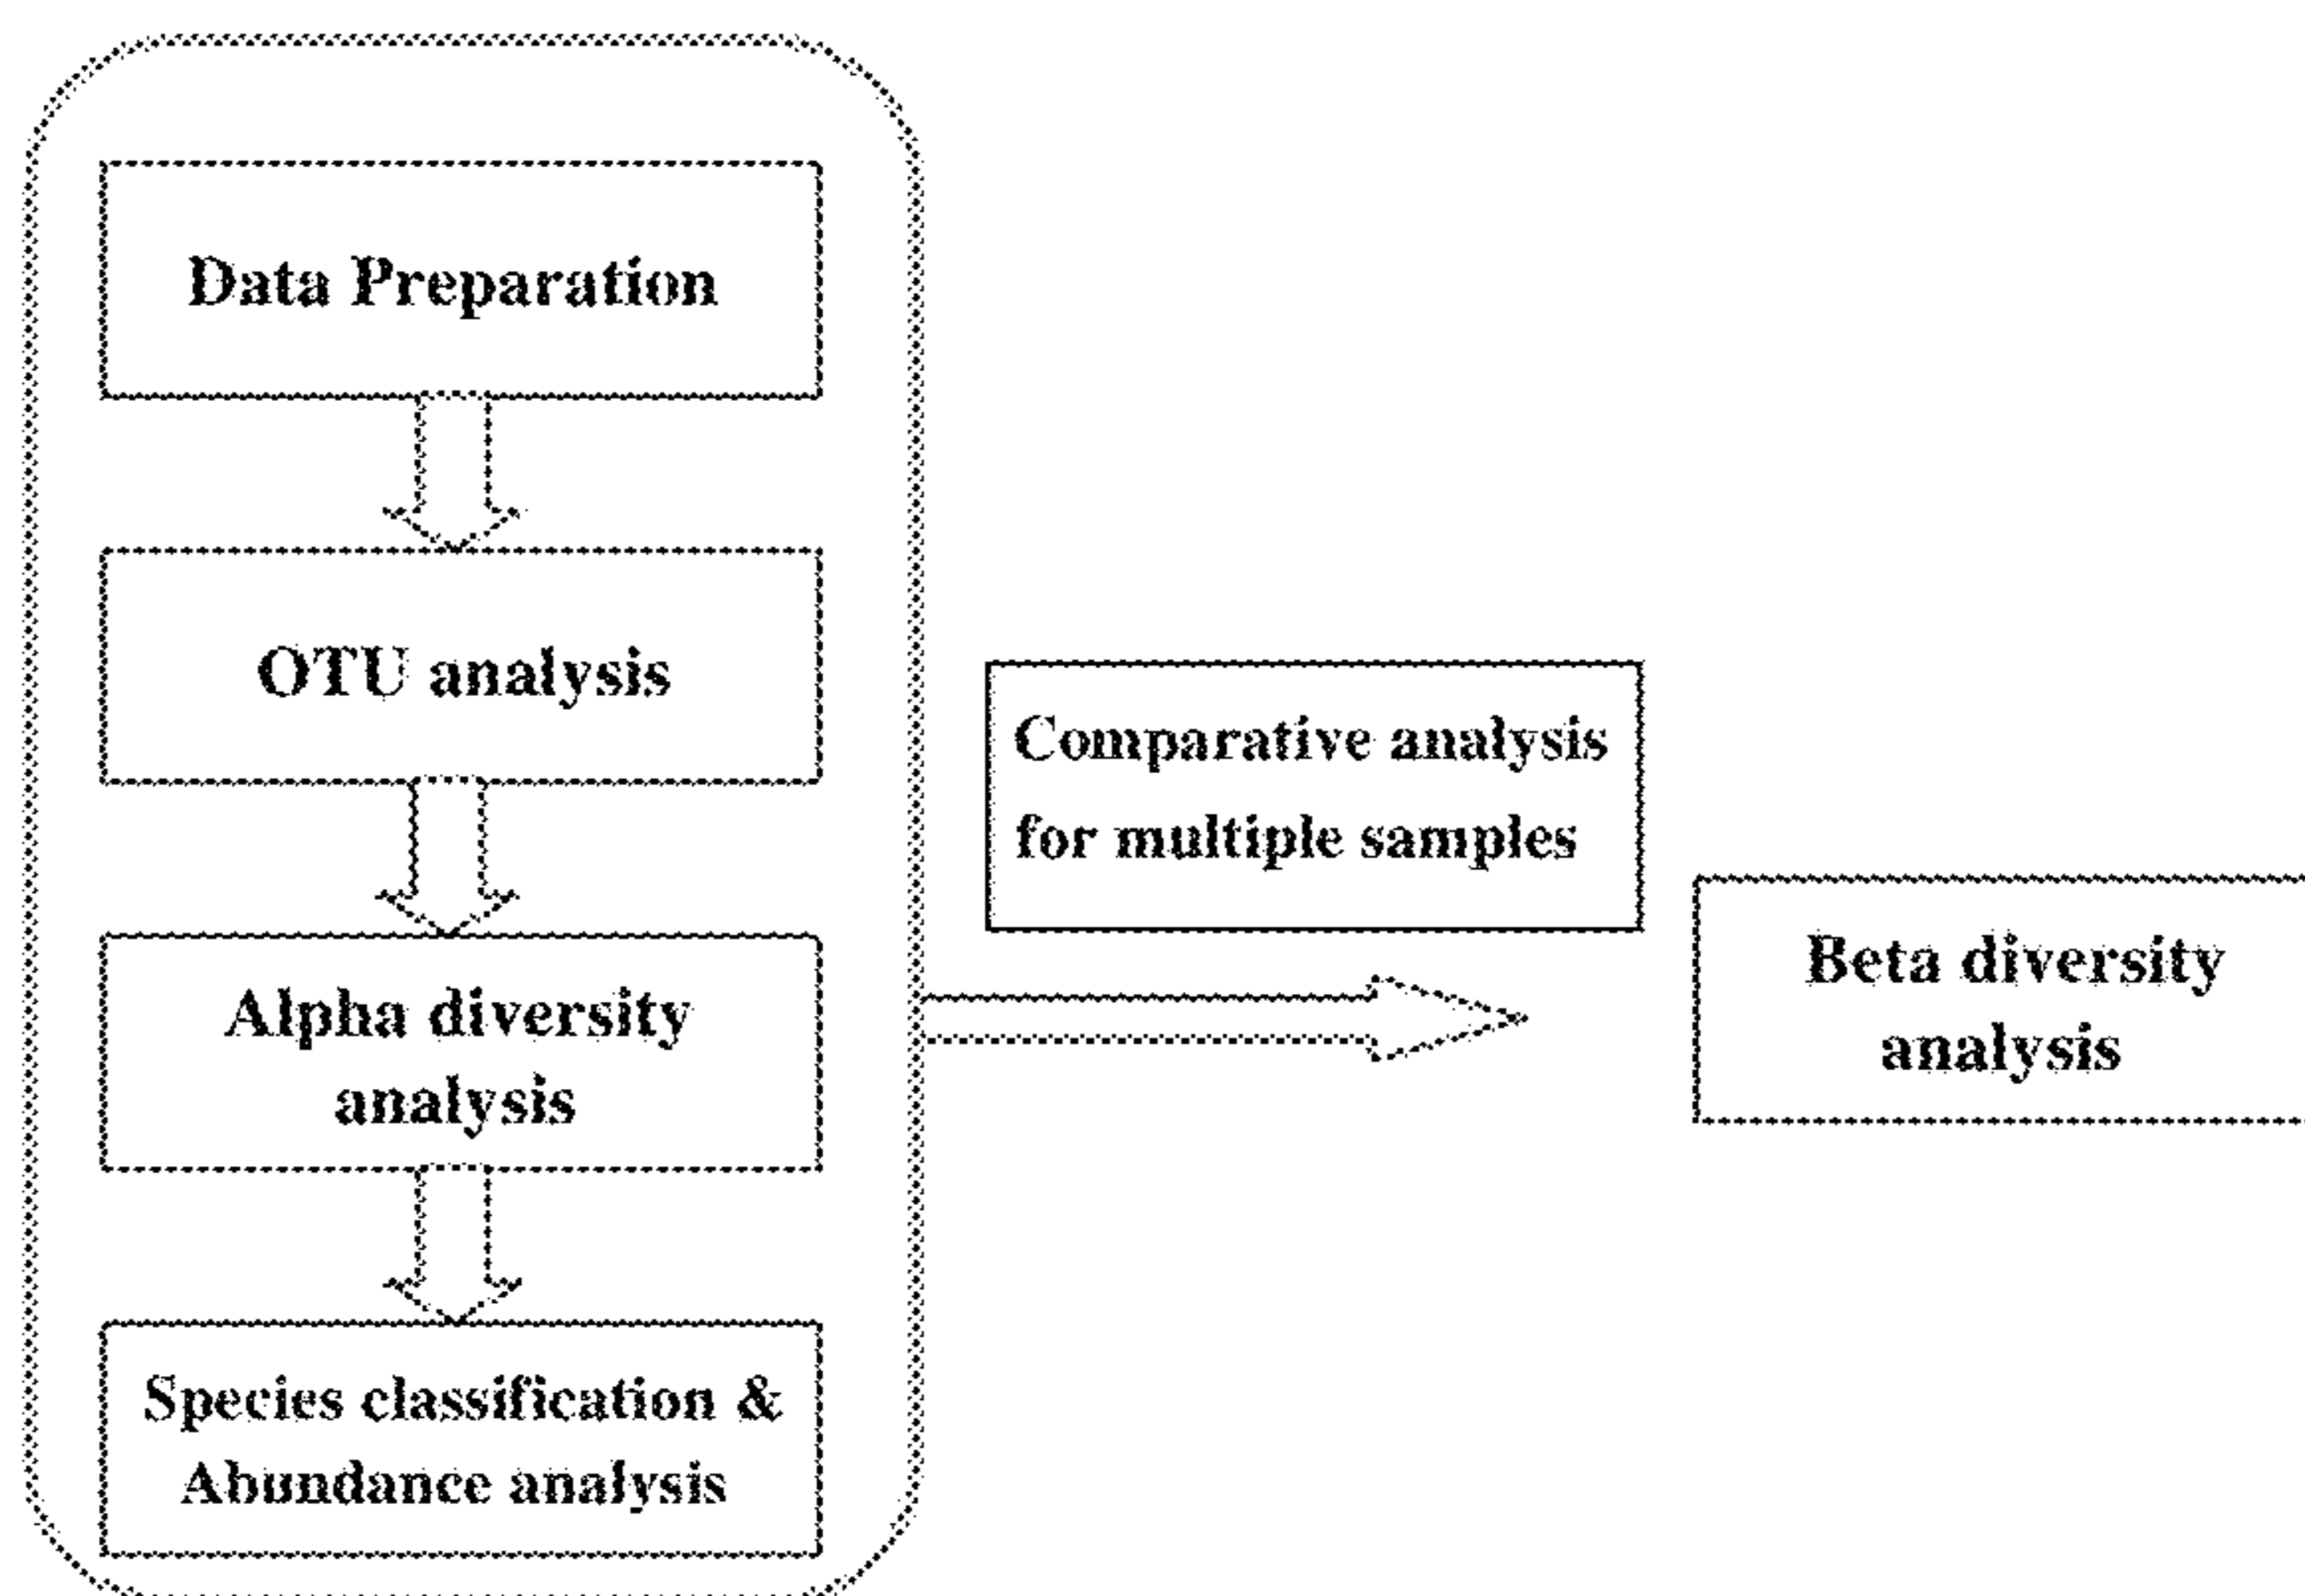 Data Preparation
OTU analysis
Alpha diversity
analysis
Species classification &
Abundance analysis
Comparative analysis
for multiple samples
Beta diversity
analysis